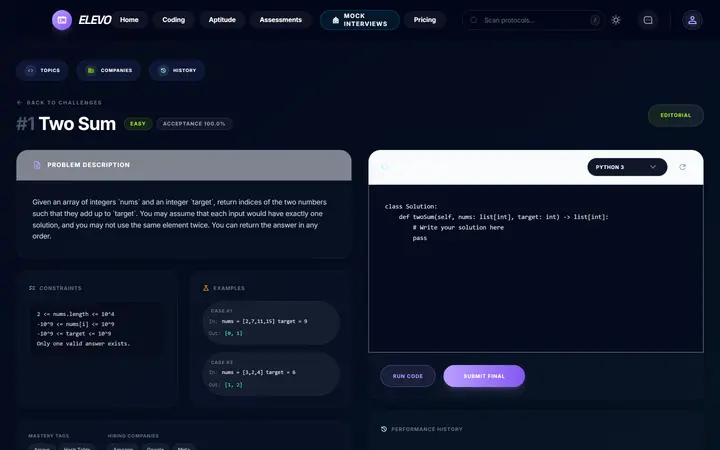 ELEVO
Home
Coding
Aptitude
Assessments
MOCK
INTERVIEWS
Pricing
Scan protocols...
/
TOPICS
COMPANIES
HISTORY
BACK TO CHALLENGES
#1 Two Sum
EASY
ACCEPTANCE 100.0%
EDITORIAL
PROBLEM DESCRIPTION
Given an array of integers `nums` and an integer `target`, return indices of the two numbers
such that they add up to `target`. You may assume that each input would have exactly one
solution, and you may not use the same element twice. You can return the answer in any
order.
CONSTRAINTS
2 <= nums.length <= 10^4
-10^9 <= nums[i] <= 10^9
-10^9 <= target <= 10^9
Only one valid answer exists.
EXAMPLES
CASE #1
In: nums = [2,7,11,15] target = 9
Out: [0, 1]
CASE #2
In: nums = [3,2,4] target = 6
Out: [1, 2]
MASTERY TAGS
HIRING COMPANIES
PYTHON 3
class Solution:
    def twoSum(self, nums: list[int], target: int) -> list[int]:
        # Write your solution here
        pass
RUN CODE
SUBMIT FINAL
PERFORMANCE HISTORY